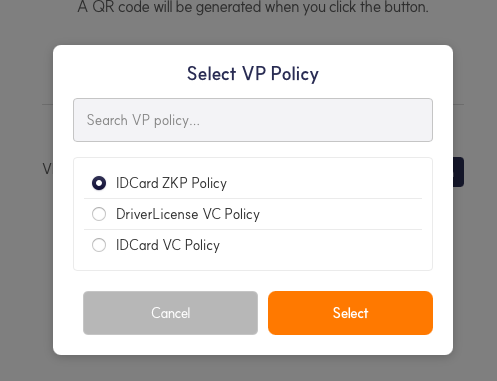 A QR code will be generated when you click the button.
Select VP Policy
Search VP policy...
V
IDCard ZKP Policy
DriverLicense VC Policy
IDCard VC Policy
Cancel
Select